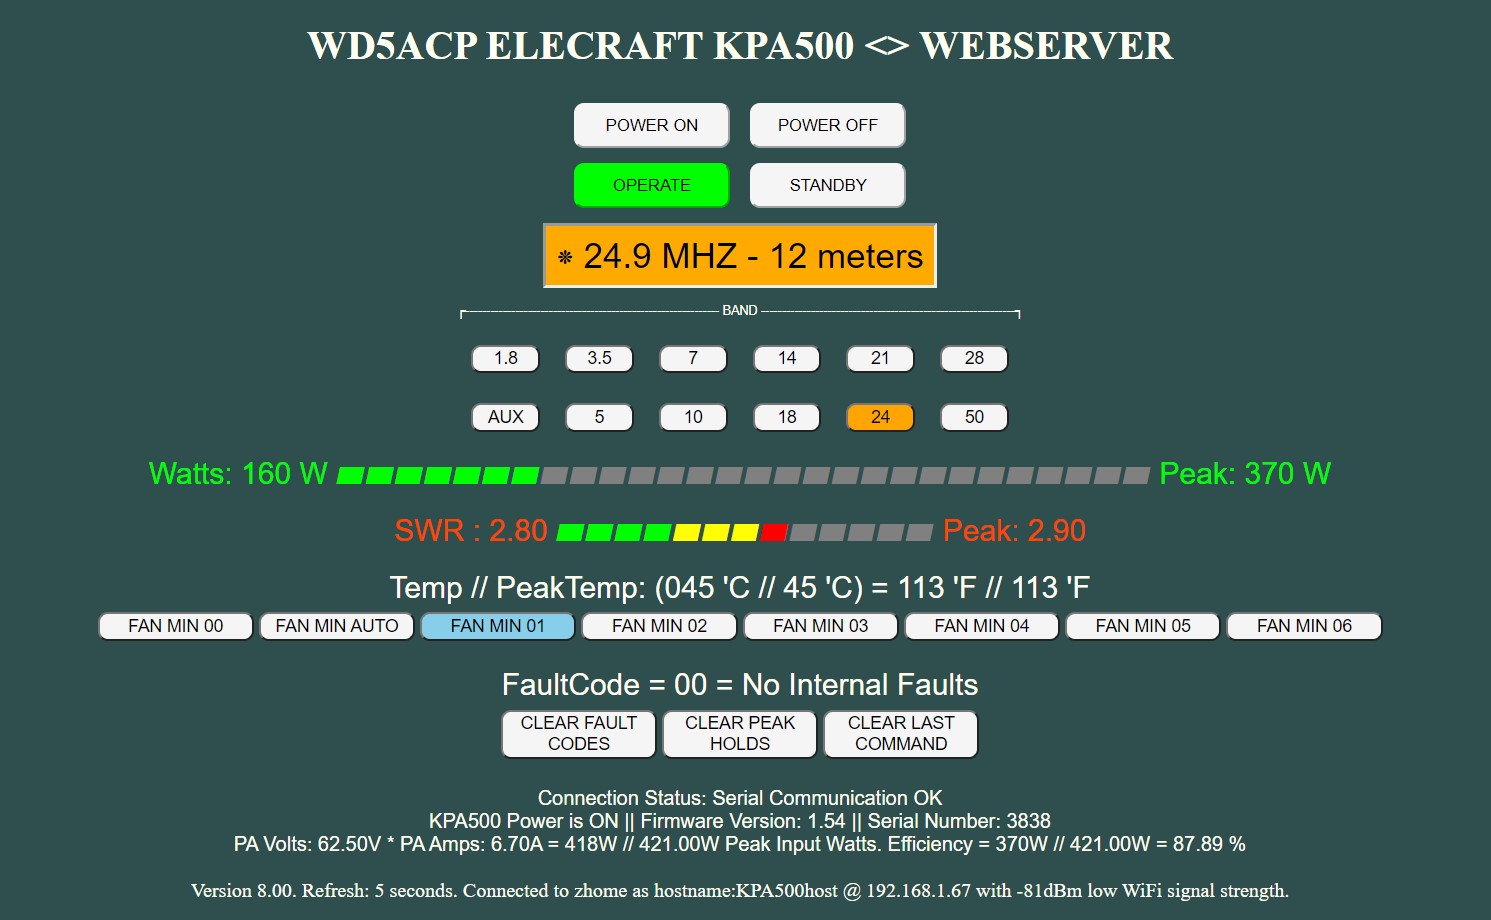 WD5ACP ELECRAFT KPA500 <> WEBSERVER
POWER ON POWER OFF
OPERATE STANDBY
❊ 24.9 MHZ - 12 meters
BAND
1.8 3.5 7 14 21 28
AUX 5 10 18 24 50
Watts: 160 W Peak: 370 W
SWR : 2.80 Peak: 2.90
Temp // PeakTemp: (045 'C // 45 'C) = 113 'F // 113 'F
FAN MIN 00 FAN MIN AUTO FAN MIN 01 FAN MIN 02 FAN MIN 03 FAN MIN 04 FAN MIN 05 FAN MIN 06
FaultCode = 00 = No Internal Faults
CLEAR FAULT CODES CLEAR PEAK HOLDS CLEAR LAST COMMAND
Connection Status: Serial Communication OK
KPA500 Power is ON || Firmware Version: 1.54 || Serial Number: 3838
PA Volts: 62.50V * PA Amps: 6.70A = 418W // 421.00W Peak Input Watts. Efficiency = 370W // 421.00W = 87.89 %
Version 8.00. Refresh: 5 seconds. Connected to zhome as hostname:KPA500host @ 192.168.1.67 with -81dBm low WiFi signal strength.